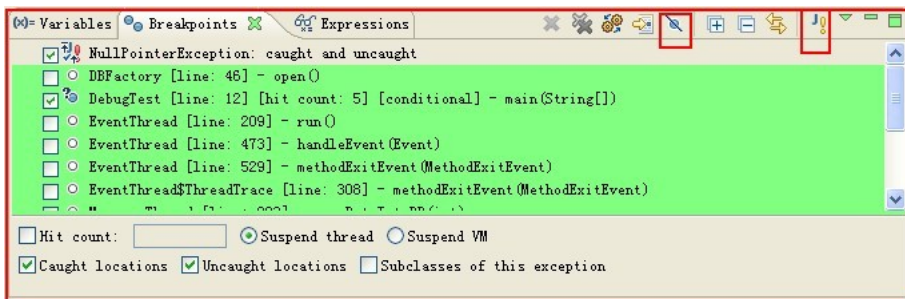 (x)= Variables Breakpoints Expressions
NullPointerException: caught and uncaught
DBFactory [line: 46] - open()
DebugTest [line: 12] [hit count: 5] [conditional] - main(String[])
EventThread [line: 209] - run()
EventThread [line: 473] - handleEvent(Event)
EventThread [line: 529] - methodExitEvent(MethodExitEvent)
EventThread$ThreadTrace [line: 308] - methodExitEvent(MethodExitEvent)
Hit count: Suspend thread Suspend VM
Caught locations Uncaught locations Subclasses of this exception